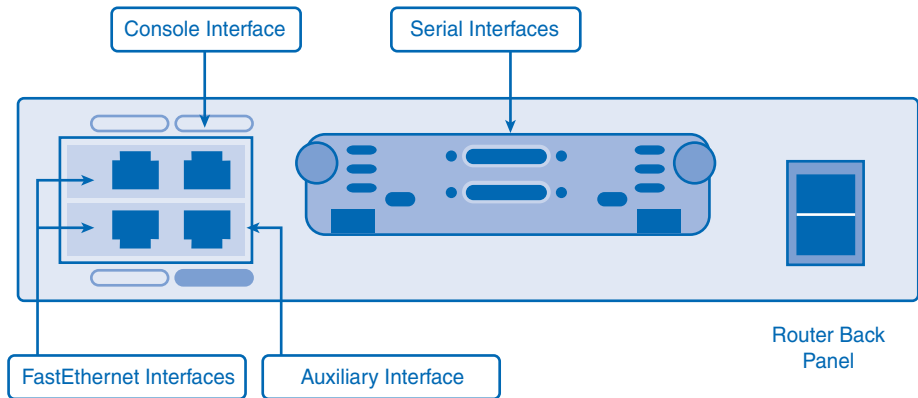 Console Interface
Serial Interfaces
Router Back
Panel
FastEthernet Interfaces
Auxiliary Interface